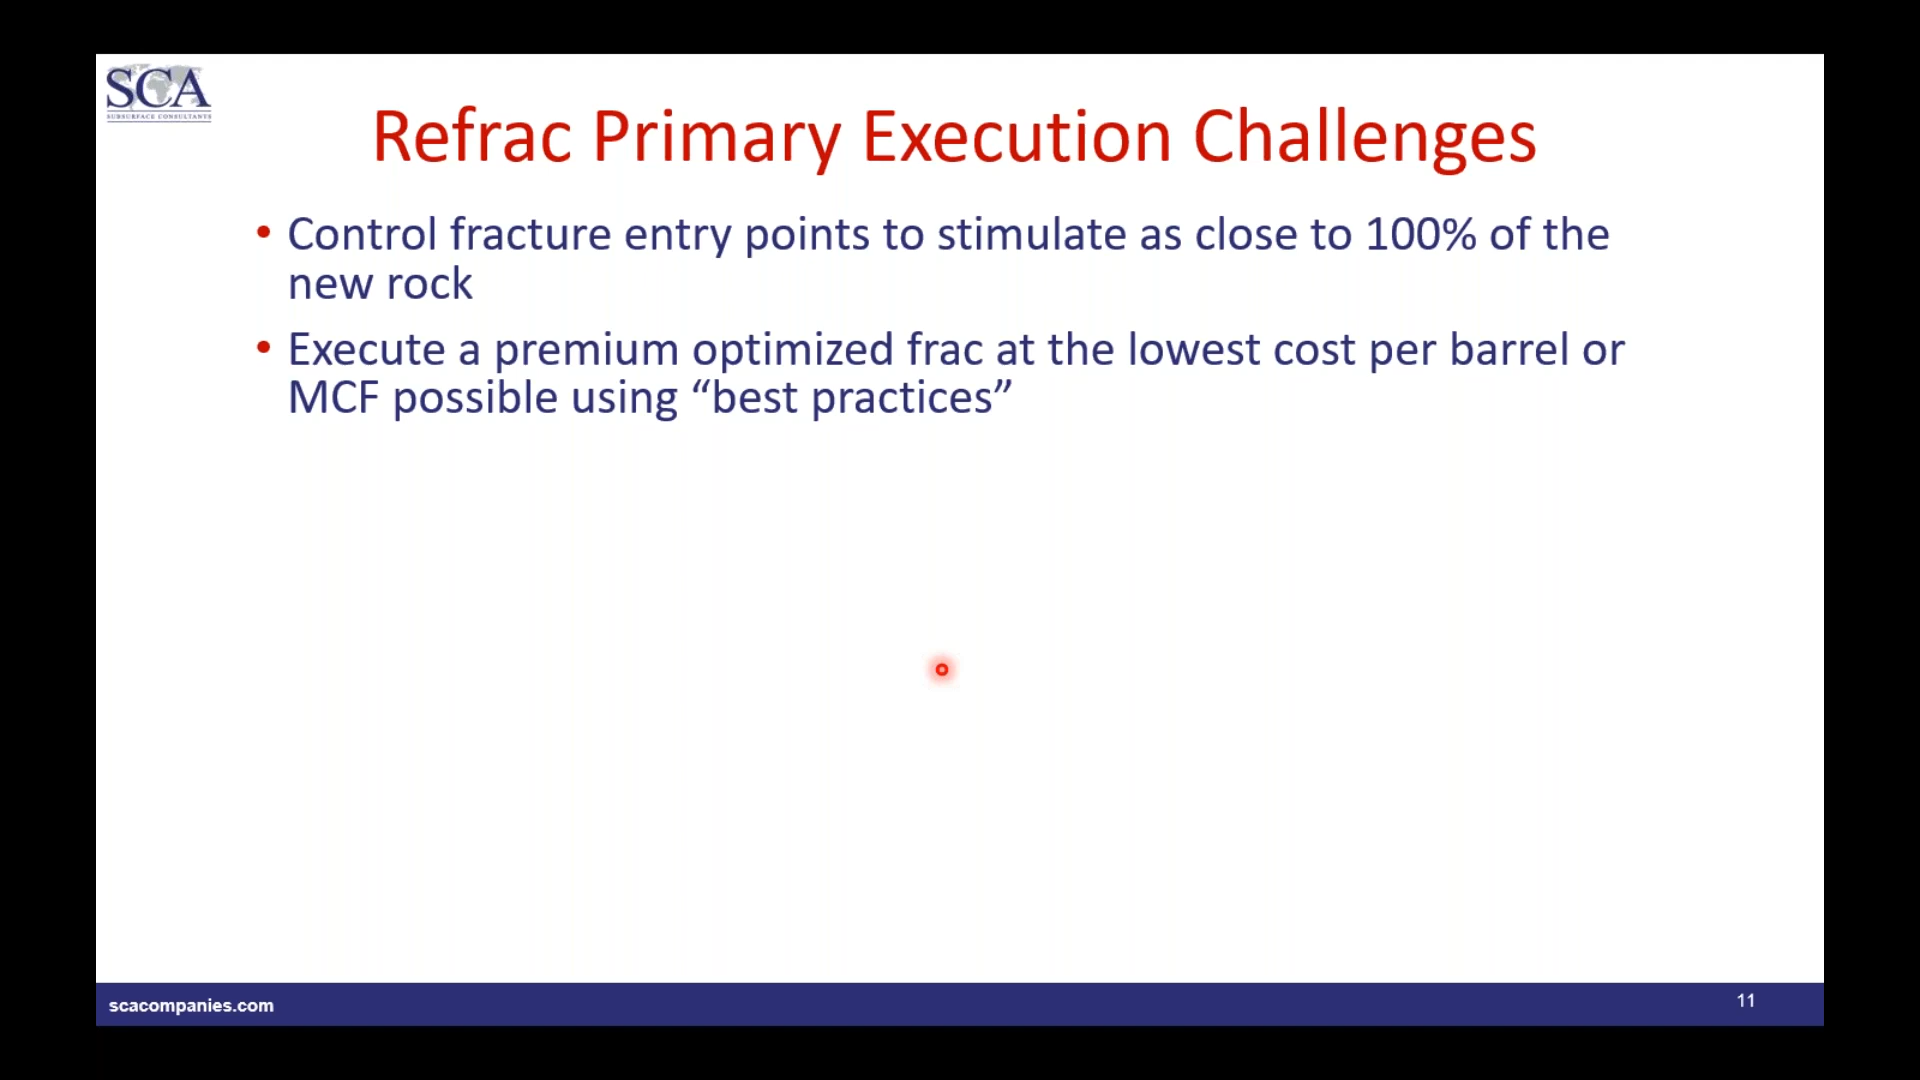 SCA
SUBSURFACE CONSULTANTS
Refrac Primary Execution Challenges
• Control fracture entry points to stimulate as close to 100% of the
new rock
• Execute a premium optimized frac at the lowest cost per barrel or
MCF possible using “best practices”
scacompanies.com
11